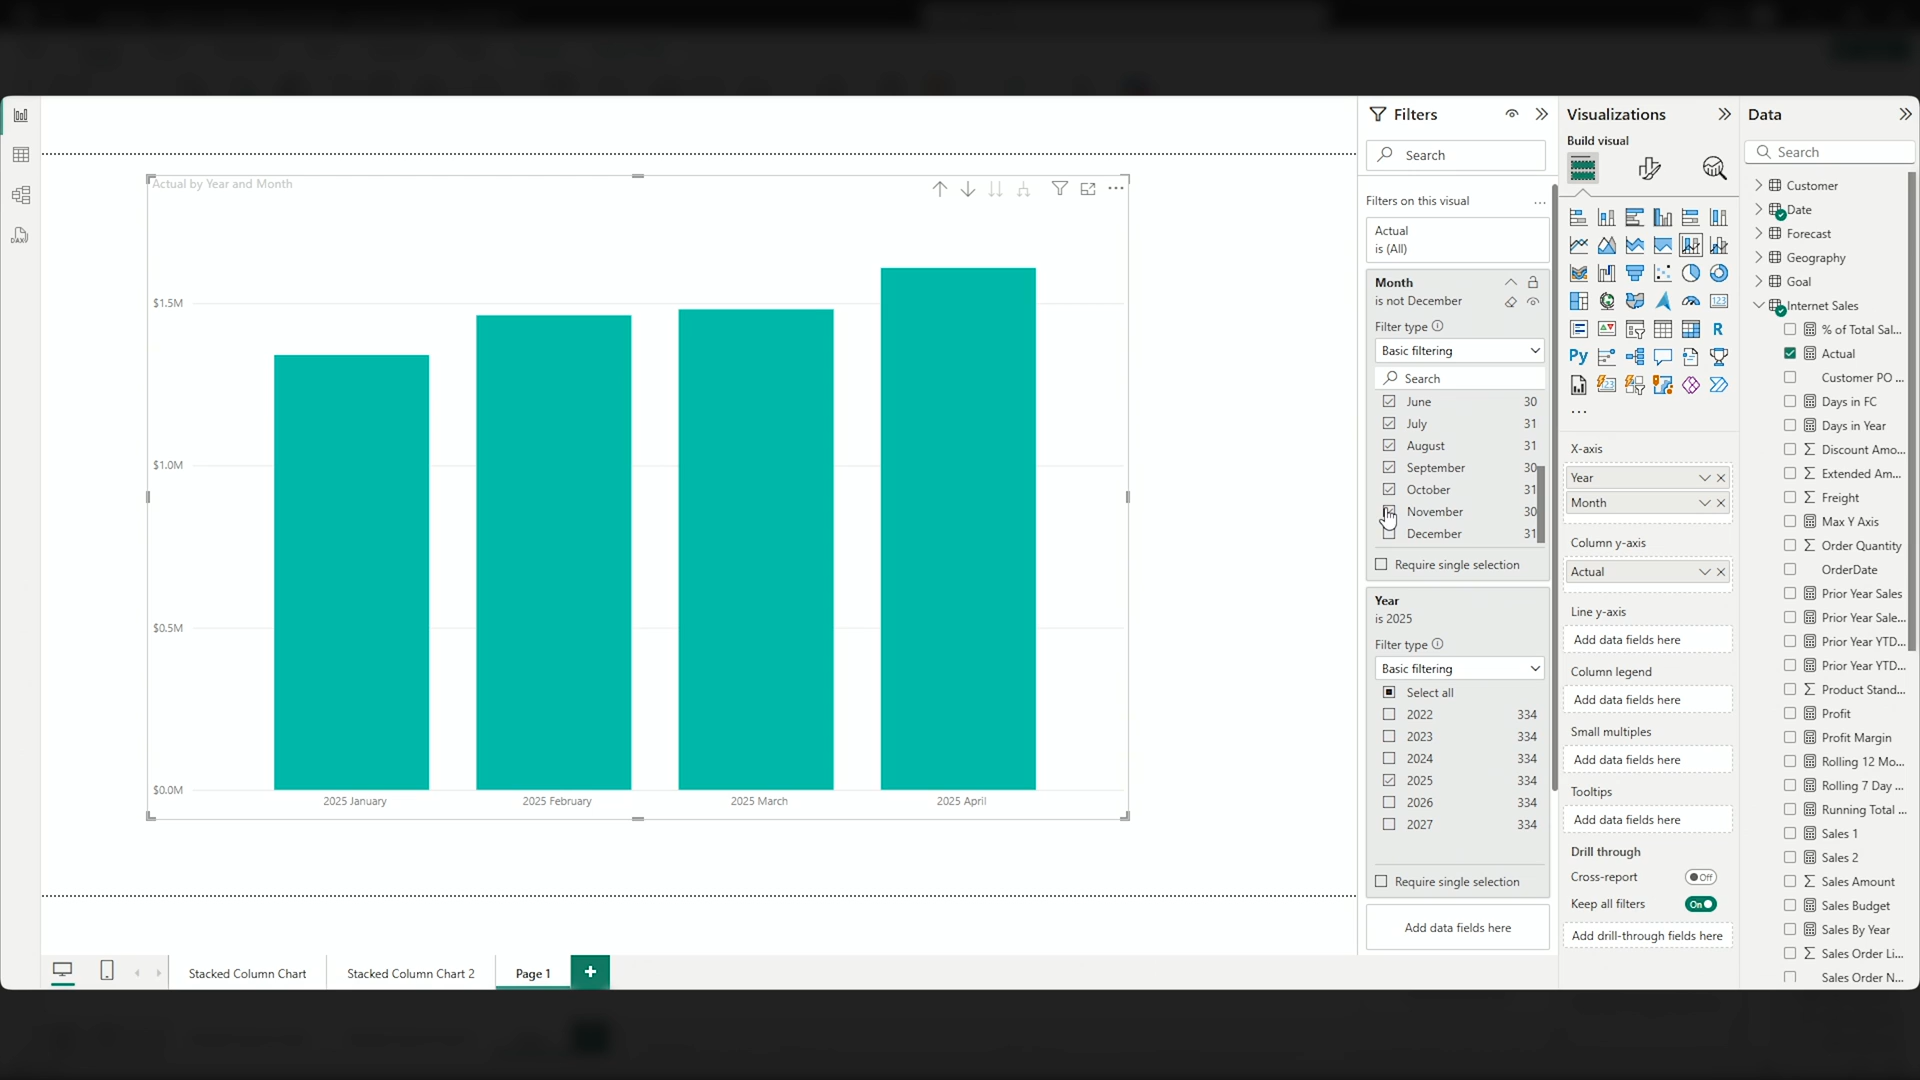 Actual by Year and Month
$1.5M
$1.0M
$0.5M
$0.0M
2025 January
2025 February
2025 March
2025 April
Stacked Column Chart
Stacked Column Chart 2
Page 1
+
Filters
Search
Filters on this visual
Actual
is (All)
Month
is not December
Filter type
Basic filtering
Search
June 30
July 31
August 31
September 30
October 31
November 30
December 31
Require single selection
Year
is 2025
Filter type
Basic filtering
Select all
2022 334
2023 334
2024 334
2025 334
2026 334
2027 334
Require single selection
Add data fields here
Visualizations
Build visual
123
R
Py
X-axis
Year
Month
Column y-axis
Actual
Line y-axis
Add data fields here
Column legend
Add data fields here
Small multiples
Add data fields here
Tooltips
Add data fields here
Drill through
Cross-report Off
Keep all filters On
Add drill-through fields here
Data
Search
Customer
Date
Forecast
Geography
Goal
Internet Sales
% of Total Sal...
Actual
Customer PO ...
Days in FC
Days in Year
Discount Amo...
Extended Am...
Freight
Max Y Axis
Order Quantity
OrderDate
Prior Year Sales
Prior Year Sale...
Prior Year YTD...
Prior Year YTD...
Product Stand...
Profit
Profit Margin
Rolling 12 Mo...
Rolling 7 Day ...
Running Total ...
Sales 1
Sales 2
Sales Amount
Sales Budget
Sales By Year
Sales Order Li...
Sales Order N...